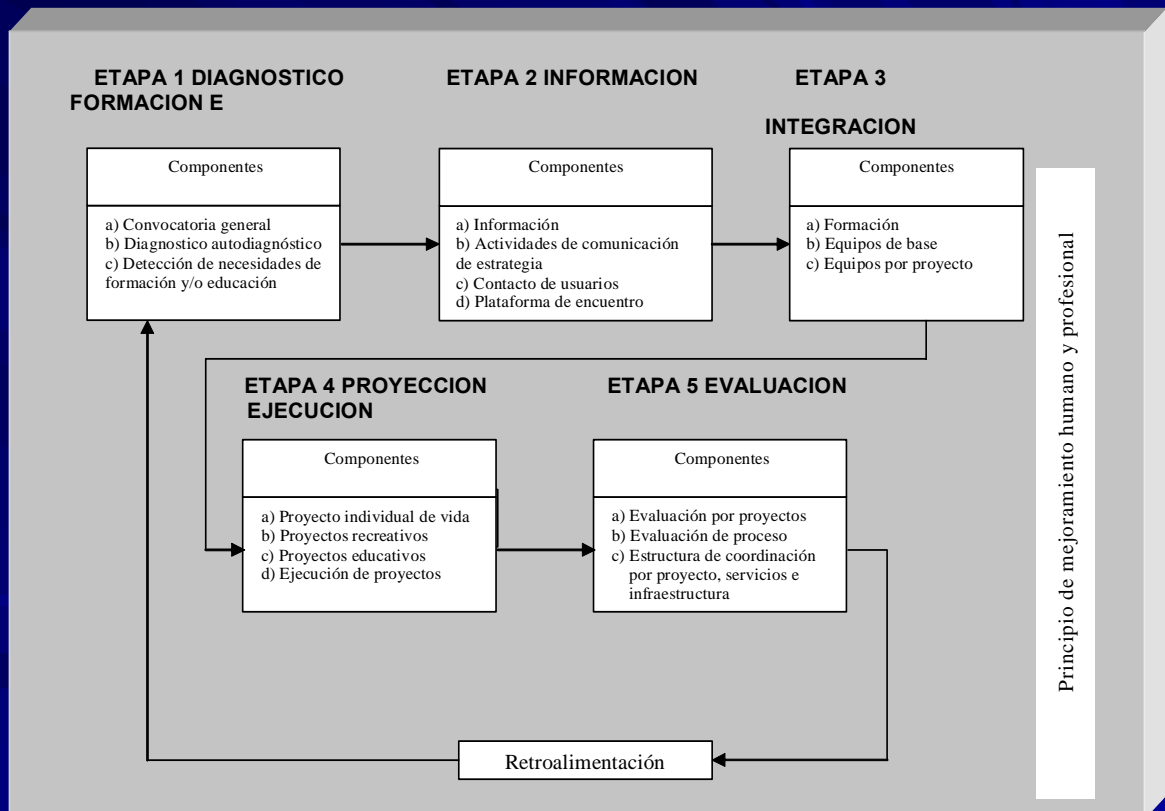 ETAPA 1 DIAGNOSTICO
FORMACION E
ETAPA 2 INFORMACION
ETAPA 3
INTEGRACION
Componentes
a) Convocatoria general
b) Diagnostico autodiagnóstico
c) Detección de necesidades de
formación y/o educación
Componentes
a) Información
b) Actividades de comunicación
de estrategia
c) Contacto de usuarios
d) Plataforma de encuentro
Componentes
a) Formación
b) Equipos de base
c) Equipos por proyecto
ETAPA 4 PROYECCION
EJECUCION
ETAPA 5 EVALUACION
Componentes
a) Proyecto individual de vida
b) Proyectos recreativos
c) Proyectos educativos
d) Ejecución de proyectos
Componentes
a) Evaluación por proyectos
b) Evaluación de proceso
c) Estructura de coordinación
por proyecto, servicios e
infraestructura
Retroalimentación
Principio de mejoramiento humano y profesional